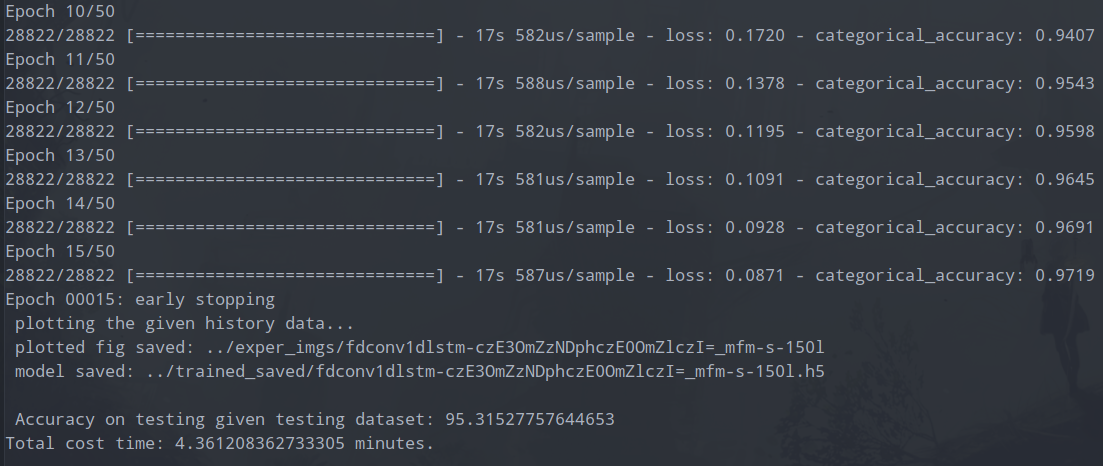 Epoch 10/50
28822/28822 [==============================] - 17s 582us/sample - loss: 0.1720 - categorical_accuracy: 0.9407
Epoch 11/50
28822/28822 [==============================] - 17s 588us/sample - loss: 0.1378 - categorical_accuracy: 0.9543
Epoch 12/50
28822/28822 [==============================] - 17s 582us/sample - loss: 0.1195 - categorical_accuracy: 0.9598
Epoch 13/50
28822/28822 [==============================] - 17s 581us/sample - loss: 0.1091 - categorical_accuracy: 0.9645
Epoch 14/50
28822/28822 [==============================] - 17s 581us/sample - loss: 0.0928 - categorical_accuracy: 0.9691
Epoch 15/50
28822/28822 [==============================] - 17s 587us/sample - loss: 0.0871 - categorical_accuracy: 0.9719
Epoch 00015: early stopping
plotting the given history data...
plotted fig saved: ../exper_imgs/fdconv1dlstm-czE3OmZzNDphczE0OmZlczI=_mfm-s-150l
model saved: ../trained_saved/fdconv1dlstm-czE3OmZzNDphczE0OmZlczI=_mfm-s-150l.h5
Accuracy on testing given testing dataset: 95.31527757644653
Total cost time: 4.361208362733305 minutes.